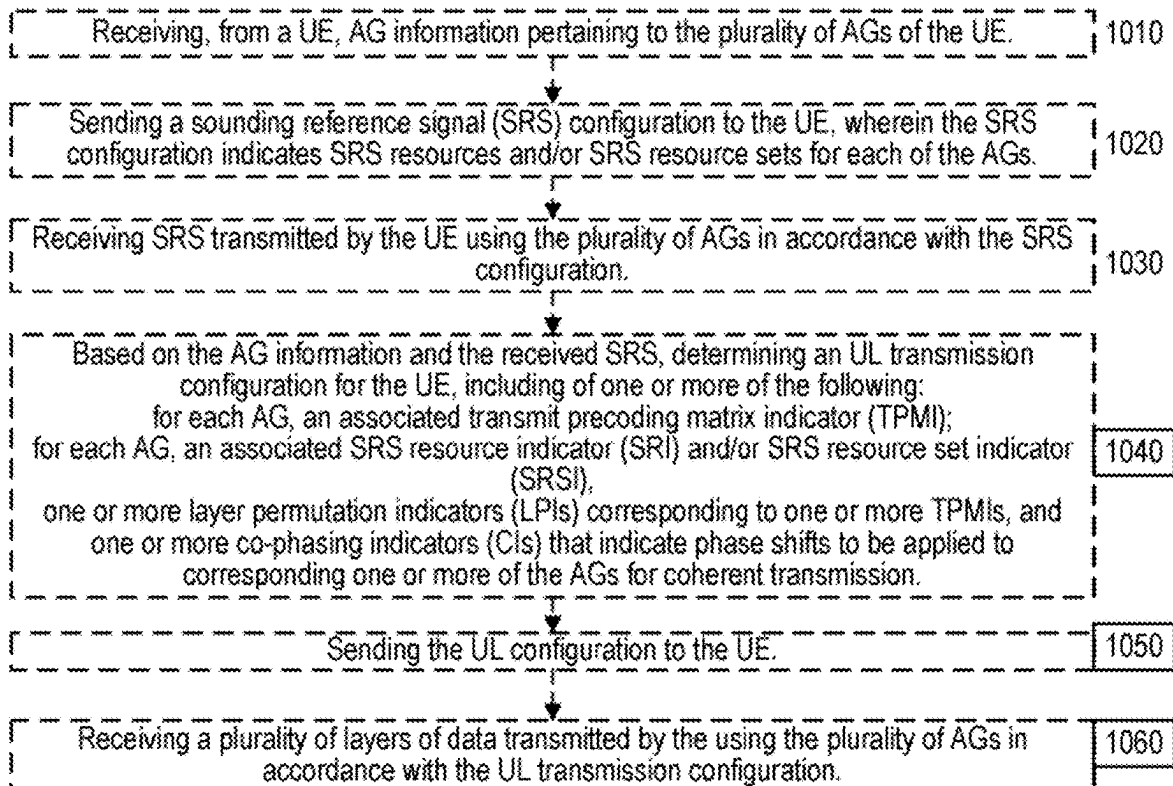 Receiving, from a UE, AG information pertaining to the plurality of AGs of the UE.
1010
Sending a sounding reference signal (SRS) configuration to the UE, wherein the SRS
configuration indicates SRS resources and/or SRS resource sets for each of the AGs.
1020
Receiving SRS transmitted by the UE using the plurality of AGs in accordance with the SRS
configuration.
1030
Based on the AG information and the received SRS, determining an UL transmission
configuration for the UE, including of one or more of the following:
for each AG, an associated transmit precoding matrix indicator (TPMI);
for each AG, an associated SRS resource indicator (SRI) and/or SRS resource set indicator
(SRSI),
one or more layer permutation indicators (LPIs) corresponding to one or more TPMIs, and
one or more co-phasing indicators (CIs) that indicate phase shifts to be applied to
corresponding one or more of the AGs for coherent transmission.
1040
Sending the UL configuration to the UE.
1050
Receiving a plurality of layers of data transmitted by the using the plurality of AGs in
accordance with the UL transmission configuration.
1060